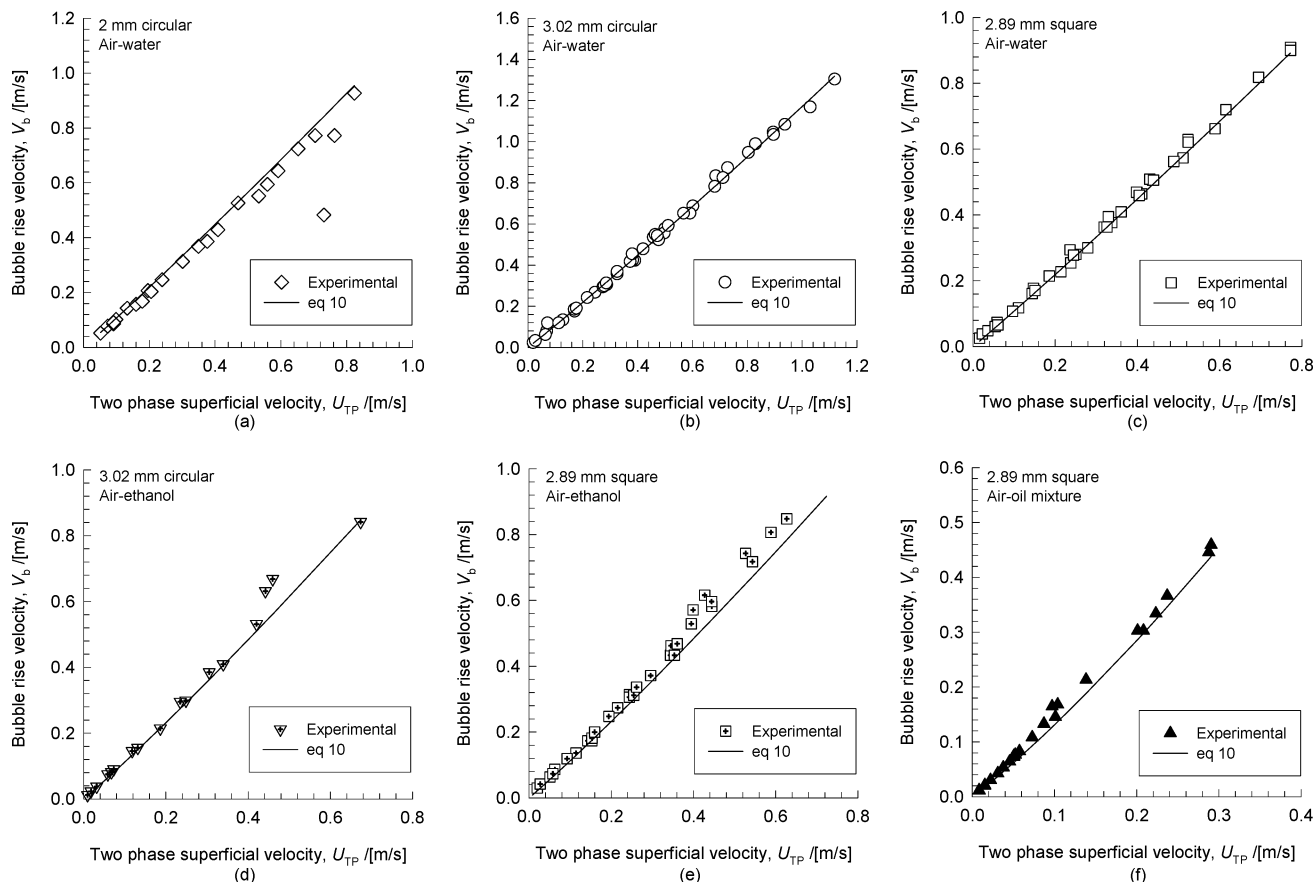 2 mm circular
Air-water
Bubble rise velocity, Vb /[m/s]
1.2
1.0
0.8
0.6
0.4
0.2
0.0
Experimental
eq 10
0.0 0.2 0.4 0.6 0.8 1.0
Two phase superficial velocity, UTP /[m/s]
(a)
3.02 mm circular
Air-water
Bubble rise velocity, Vb /[m/s]
1.6
1.4
1.2
1.0
0.8
0.6
0.4
0.2
0.0
Experimental
eq 10
0.0 0.2 0.4 0.6 0.8 1.0 1.2
Two phase superficial velocity, UTP /[m/s]
(b)
2.89 mm square
Air-water
Bubble rise velocity, Vb /[m/s]
1.0
0.8
0.6
0.4
0.2
0.0
Experimental
eq 10
0.0 0.2 0.4 0.6 0.8
Two phase superficial velocity, UTP /[m/s]
(c)
3.02 mm circular
Air-ethanol
Bubble rise velocity, Vb /[m/s]
1.0
0.8
0.6
0.4
0.2
0.0
Experimental
eq 10
0.0 0.2 0.4 0.6 0.8
Two phase superficial velocity, UTP /[m/s]
(d)
2.89 mm square
Air-ethanol
Bubble rise velocity, Vb /[m/s]
1.0
0.8
0.6
0.4
0.2
0.0
Experimental
eq 10
0.0 0.2 0.4 0.6 0.8
Two phase superficial velocity, UTP /[m/s]
(e)
2.89 mm square
Air-oil mixture
Bubble rise velocity, Vb /[m/s]
0.6
0.5
0.4
0.3
0.2
0.1
0.0
Experimental
eq 10
0.0 0.1 0.2 0.3 0.4
Two phase superficial velocity, UTP /[m/s]
(f)